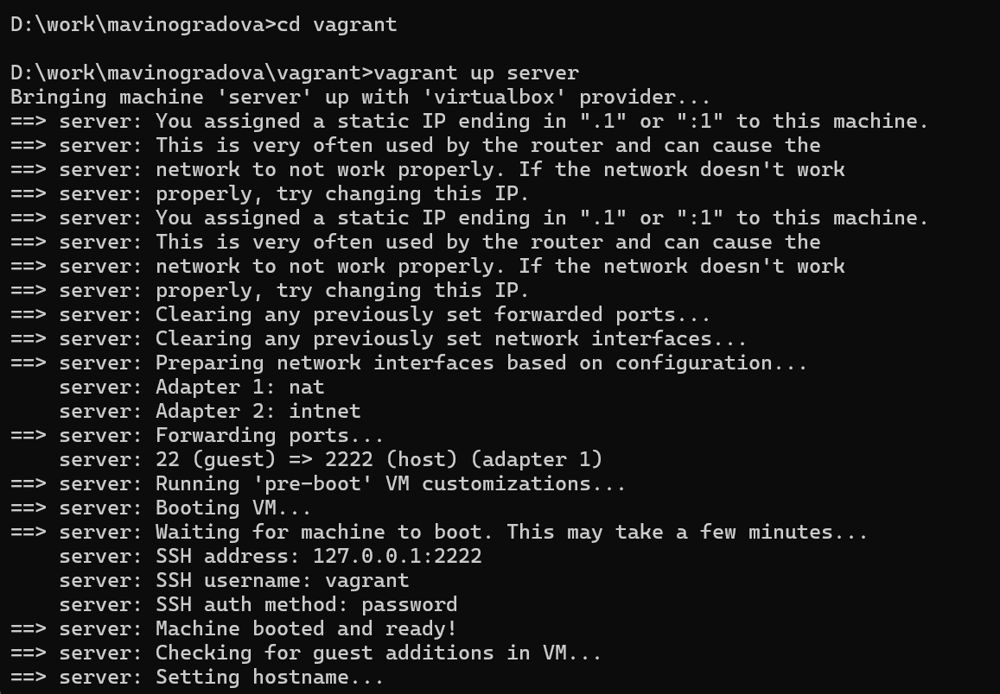 D:\work\mavinogradova>cd vagrant
D:\work\mavinogradova\vagrant>vagrant up server
Bringing machine 'server' up with 'virtualbox' provider...
==> server: You assigned a static IP ending in ".1" or ":1" to this machine.
==> server: This is very often used by the router and can cause the
==> server: network to not work properly. If the network doesn't work
==> server: properly, try changing this IP.
==> server: You assigned a static IP ending in ".1" or ":1" to this machine.
==> server: This is very often used by the router and can cause the
==> server: network to not work properly. If the network doesn't work
==> server: properly, try changing this IP.
==> server: Clearing any previously set forwarded ports...
==> server: Clearing any previously set network interfaces...
==> server: Preparing network interfaces based on configuration...
    server: Adapter 1: nat
    server: Adapter 2: intnet
==> server: Forwarding ports...
    server: 22 (guest) => 2222 (host) (adapter 1)
==> server: Running 'pre-boot' VM customizations...
==> server: Booting VM...
==> server: Waiting for machine to boot. This may take a few minutes...
    server: SSH address: 127.0.0.1:2222
    server: SSH username: vagrant
    server: SSH auth method: password
==> server: Machine booted and ready!
==> server: Checking for guest additions in VM...
==> server: Setting hostname...